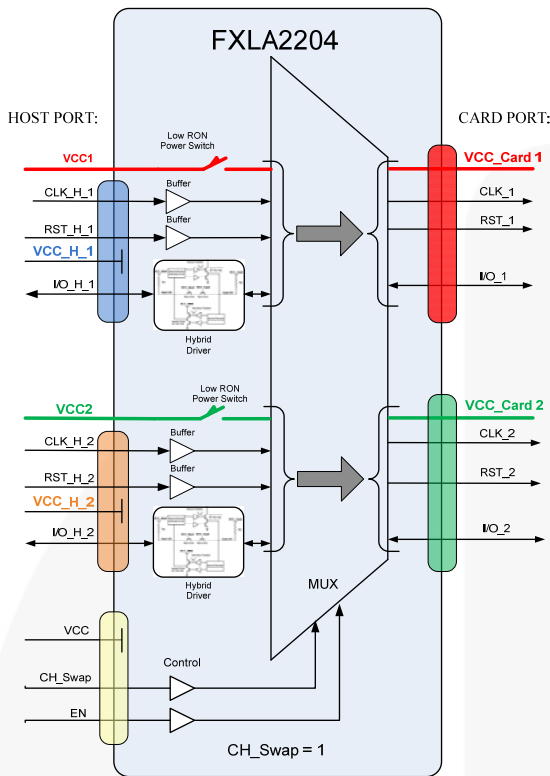 FXLA2204
HOST PORT:
CARD PORT:
Low RON
Power Switch
VCC1
VCC_Card 1
CLK_H_1
Buffer
CLK_1
RST_H_1
Buffer
RST_1
VCC_H_1
I/O_H_1
I/O_1
Hybrid
Driver
Low RON
Power Switch
VCC2
VCC_Card 2
CLK_H_2
Buffer
CLK_2
RST_H_2
Buffer
RST_2
VCC_H_2
I/O_H_2
I/O_2
Hybrid
Driver
MUX
VCC
CH_Swap
Control
EN
CH_Swap = 1